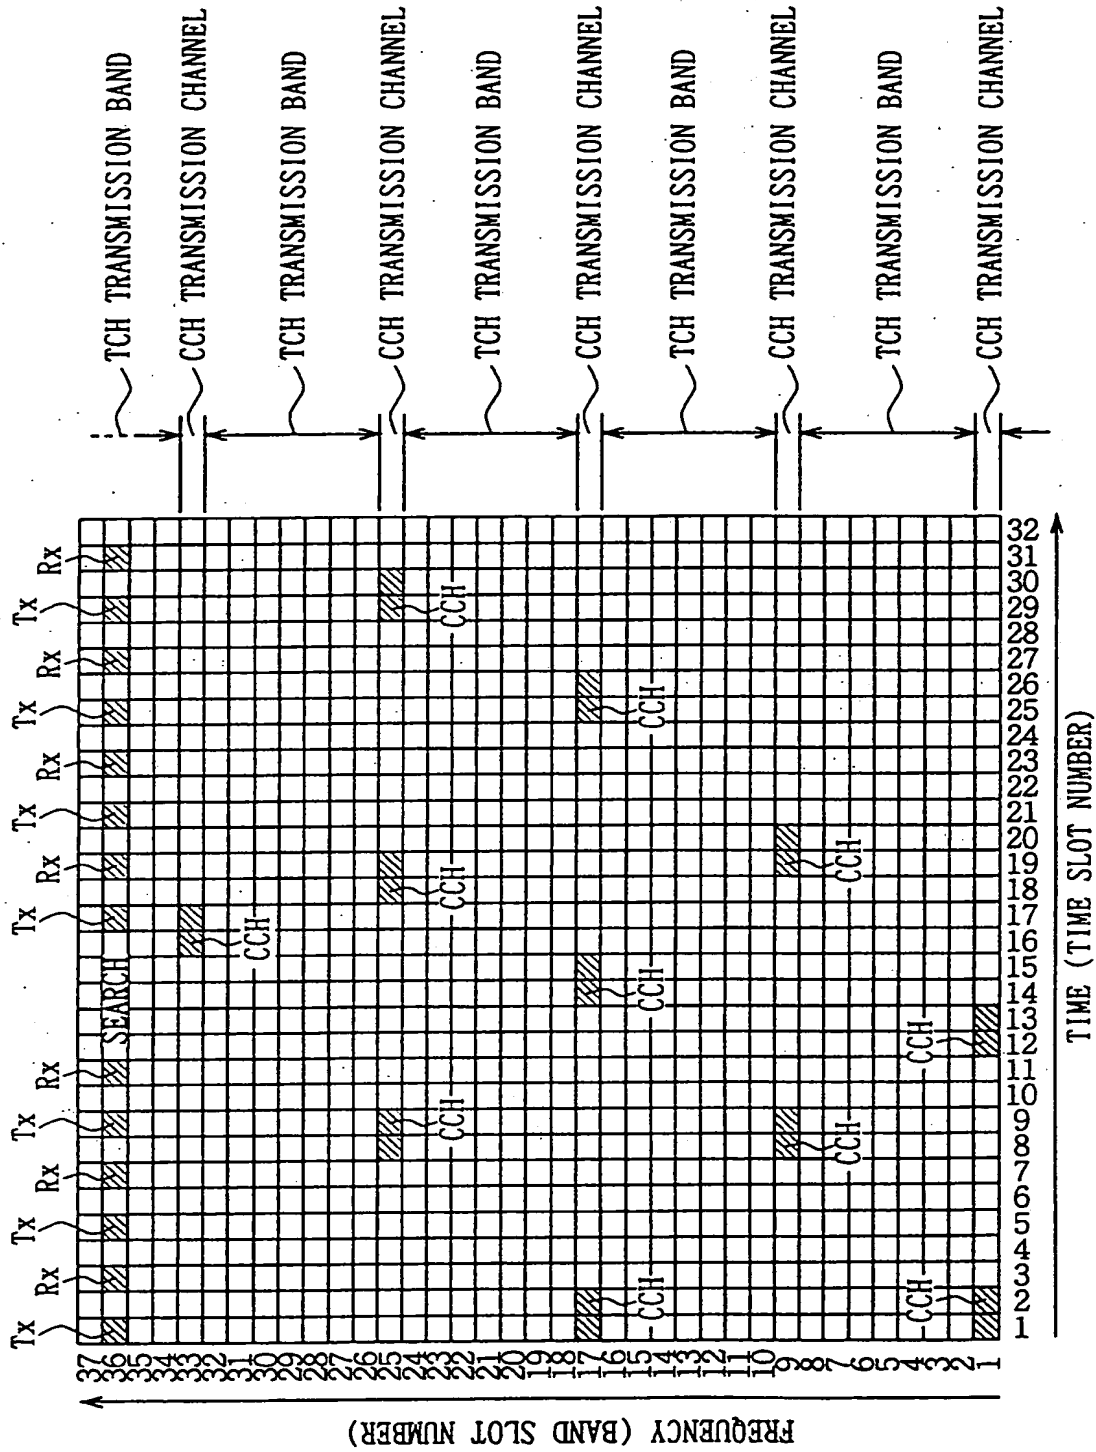 Tx Rx Tx Rx Tx Rx Tx Rx Tx Rx Tx Rx Tx Rx
37
36
35
34
33
32
31
30
29
28
27
26
25
24
23
22
21
20
19
18
17
16
15
14
13
12
11
10
9
8
7
6
5
4
3
2
1
FREQUENCY (BAND SLOT NUMBER)
SEARCH
CCH
CCH CCH CCH
CCH CCH CCH
CCH CCH
CCH CCH
1 2 3 4 5 6 7 8 9 10 11 12 13 14 15 16 17 18 19 20 21 22 23 24 25 26 27 28 29 30 31 32
TIME (TIME SLOT NUMBER)
TCH TRANSMISSION BAND
CCH TRANSMISSION CHANNEL
TCH TRANSMISSION BAND
CCH TRANSMISSION CHANNEL
TCH TRANSMISSION BAND
CCH TRANSMISSION CHANNEL
TCH TRANSMISSION BAND
CCH TRANSMISSION CHANNEL
TCH TRANSMISSION BAND
CCH TRANSMISSION CHANNEL